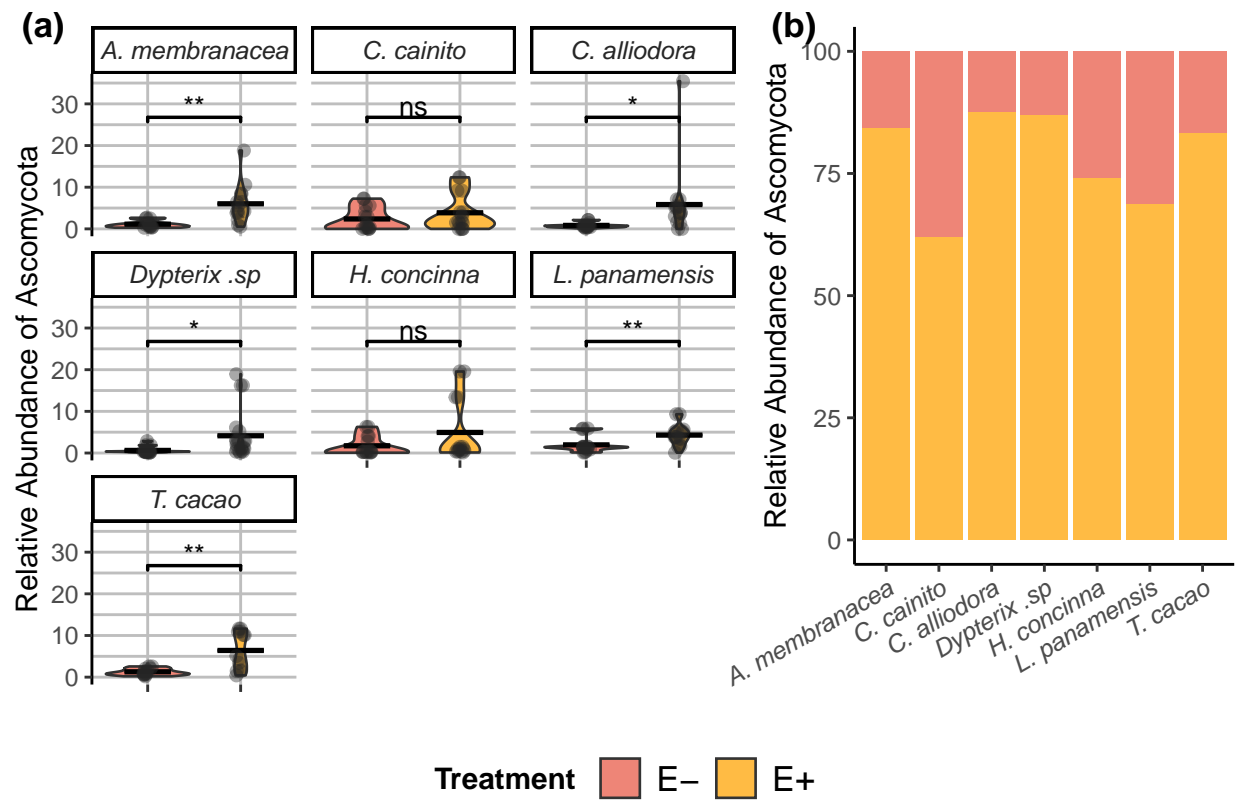 (a)
A. membranacea
C. cainito
C. alliodora
Relative Abundance of Ascomycota
30
20
10
0
**
ns
*
Dypterix .sp
H. concinna
L. panamensis
30
20
10
0
*
ns
**
T. cacao
30
20
10
0
**
(b)
Relative Abundance of Ascomycota
100
75
50
25
0
A. membranacea
C. cainito
C. alliodora
Dypterix .sp
H. concinna
L. panamensis
T. cacao
Treatment E− E+